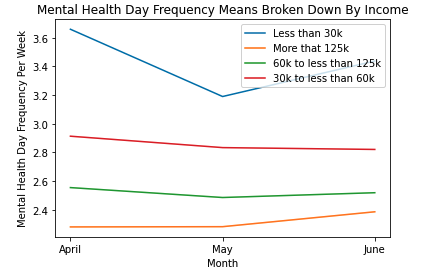 Mental Health Day Frequency Means Broken Down By Income
Less than 30k
More that 125k
60k to less than 125k
30k to less than 60k
Mental Health Day Frequency Per Week
3.6
3.4
3.2
3.0
2.8
2.6
2.4
April
May
June
Month